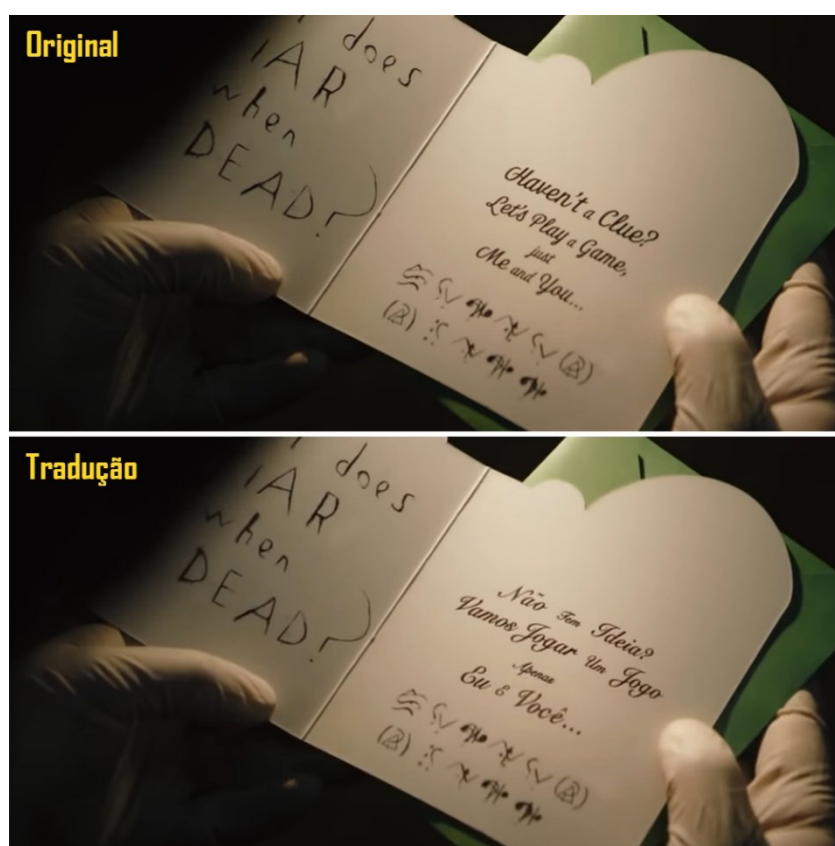 Original
does
IAR
when
DEAD?
Haven't a Clue?
Let's Play a Game,
just
Me and You...
Tradução
does
IAR
when
DEAD?
Não Tem Ideia?
Vamos Jogar Um Jogo
Apenas
Eu e Você...